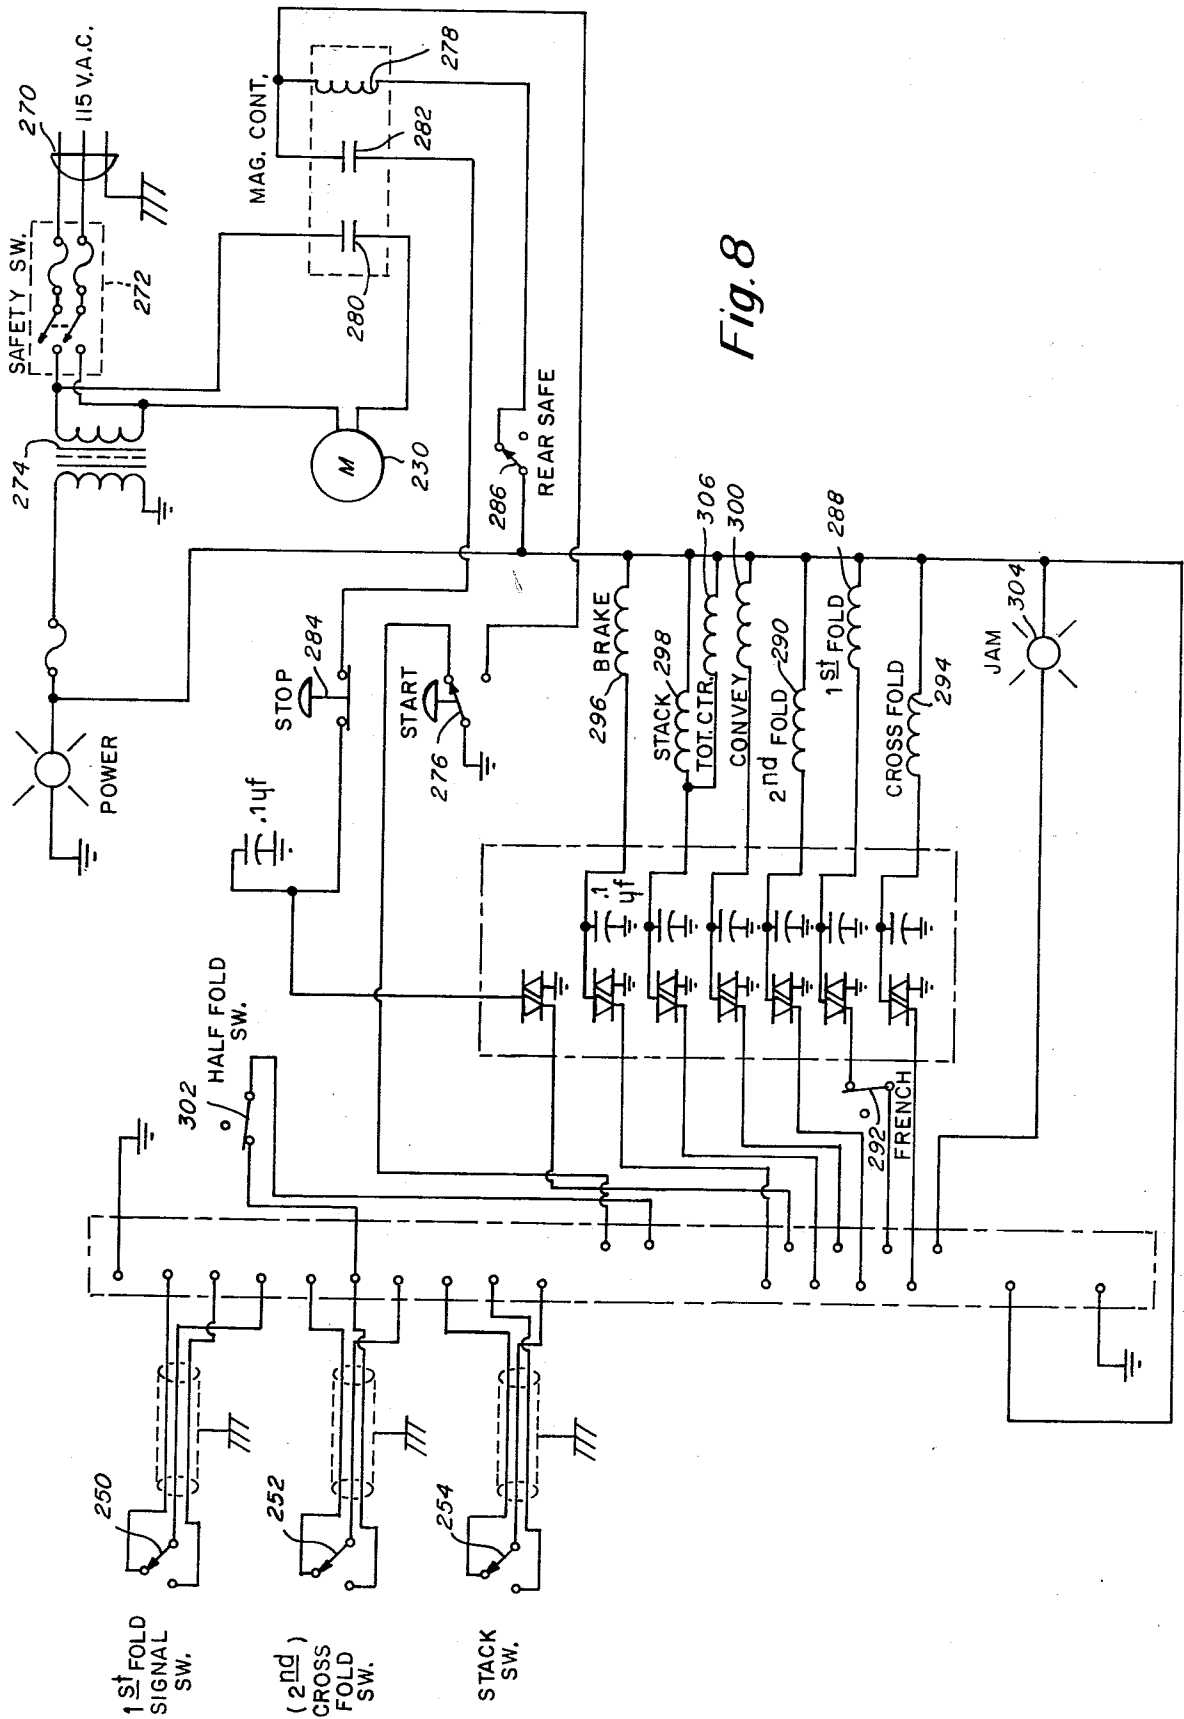 270
115 V.A.C.
SAFETY SW.
272
274
MAG. CONT.
278
282
280
M
230
286
REAR SAFE
Fig. 8
POWER
STOP
284
START
276
.1µf
296
BRAKE
STACK
298
TOT. CTR.
306
CONVEY
300
2nd FOLD
290
1st FOLD
288
CROSS FOLD
294
JAM
304
.1
µf
302
HALF FOLD
SW.
292
FRENCH
250
252
254
1st FOLD
SIGNAL
SW.
(2nd)
CROSS
FOLD
SW.
STACK
SW.